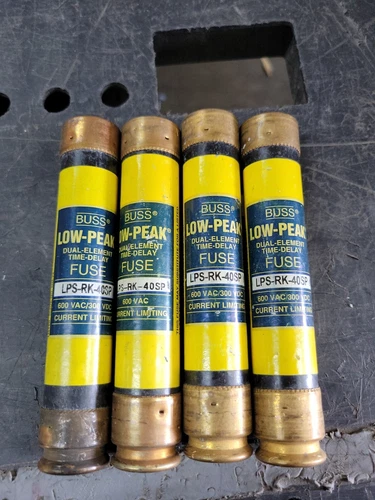 BUSS
LOW-PEAK®
DUAL-ELEMENT
TIME-DELAY
FUSE
LPS-RK-40SP
600 VAC/300 VDC
CURRENT LIMITING
BUSS
OW-PEAK®
DUAL-ELEMENT
TIME-DELAY
FUSE
PS-RK-40SP
600 VAC
CURRENT LIMITING
BUSS
LOW-PEAK®
DUAL-ELEMENT
TIME-DELAY
FUSE
LPS-RK-40SP
600 VAC/300 VDC
CURRENT LIMITING
BUSS
LOW-PEAK®
DUAL-ELEMENT
TIME-DELAY
FUSE
LPS-RK-40SP
600 VAC/300 VDC
CURRENT LIMITING